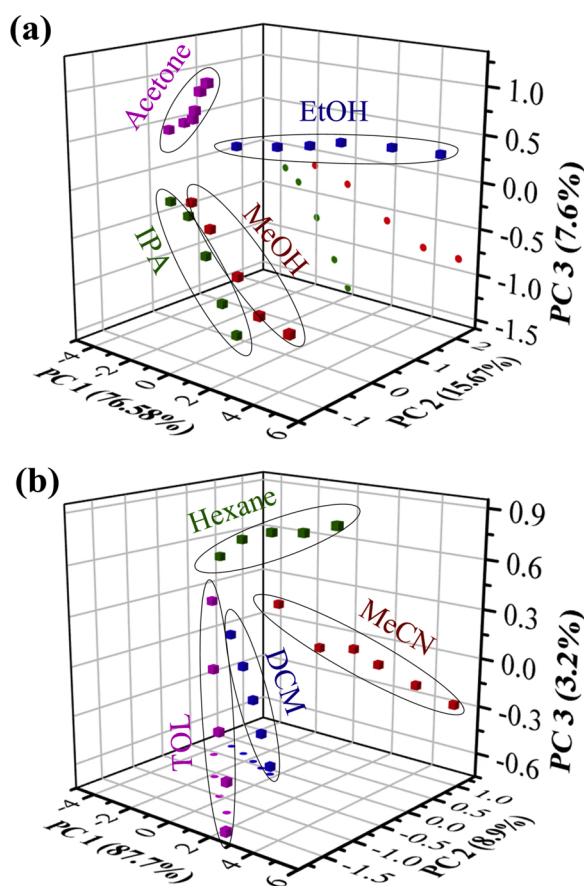 (a)
Acetone
EtOH
IPA
MeOH
1.0
0.5
0.0
-0.5
-1.0
-1.5
PC 3 (7.6%)
-4
-2
0
2
4
6
PC 1 (76.58%)
-1
0
1
2
PC 2 (15.67%)
(b)
Hexane
MeCN
DCM
TOL
0.9
0.6
0.3
0.0
-0.3
-0.6
PC 3 (3.2%)
-4
-2
0
2
4
6
PC 1 (87.7%)
-1.5
-1.0
-0.5
0.0
0.5
1.0
PC 2 (8.9%)